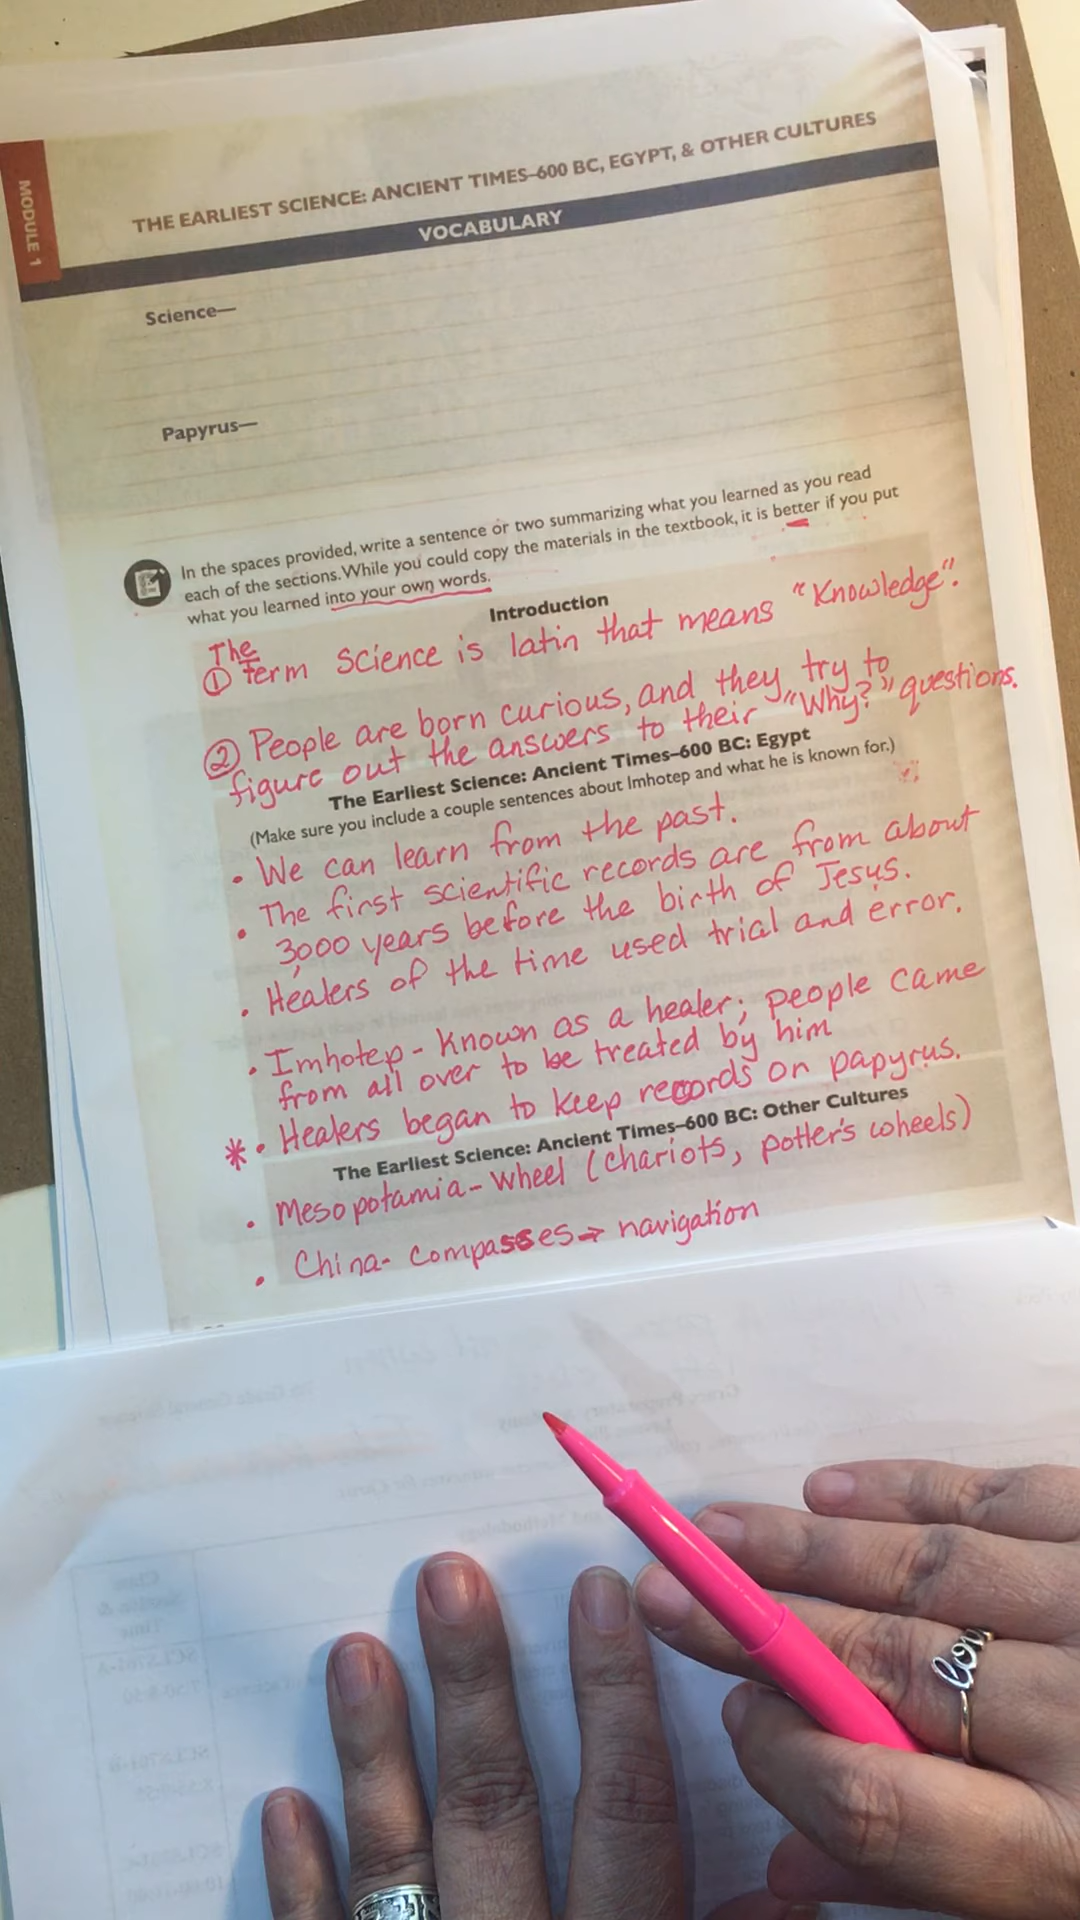 MODULE 1
THE EARLIEST SCIENCE: ANCIENT TIMES–600 BC, EGYPT, & OTHER CULTURES
VOCABULARY
Science—
Papyrus—
In the spaces provided, write a sentence or two summarizing what you learned as you read
each of the sections. While you could copy the materials in the textbook, it is better if you put
what you learned into your own words.
Introduction
The
① term science is latin that means "Knowledge".
② People are born curious, and they try to
figure out the answers to their "Why?" questions.
The Earliest Science: Ancient Times–600 BC: Egypt
(Make sure you include a couple sentences about Imhotep and what he is known for.)
• We can learn from the past.
• The first scientific records are from about
3,000 years before the birth of Jesus.
• Healers of the time used trial and error.
• Imhotep - Known as a healer; people came
from all over to be treated by him
* • Healers began to keep records on papyrus.
The Earliest Science: Ancient Times–600 BC: Other Cultures
• Mesopotamia - Wheel (chariots, potter's wheels)
• China - compasses → navigation
love